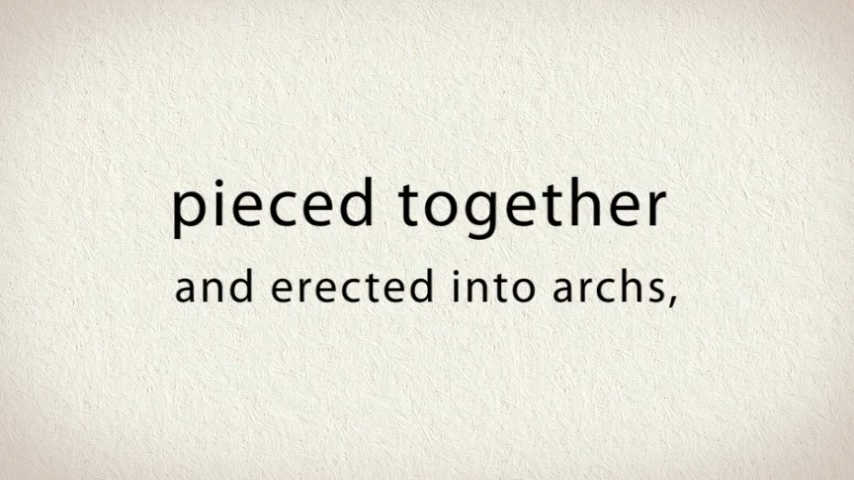 pieced together
and erected into archs,